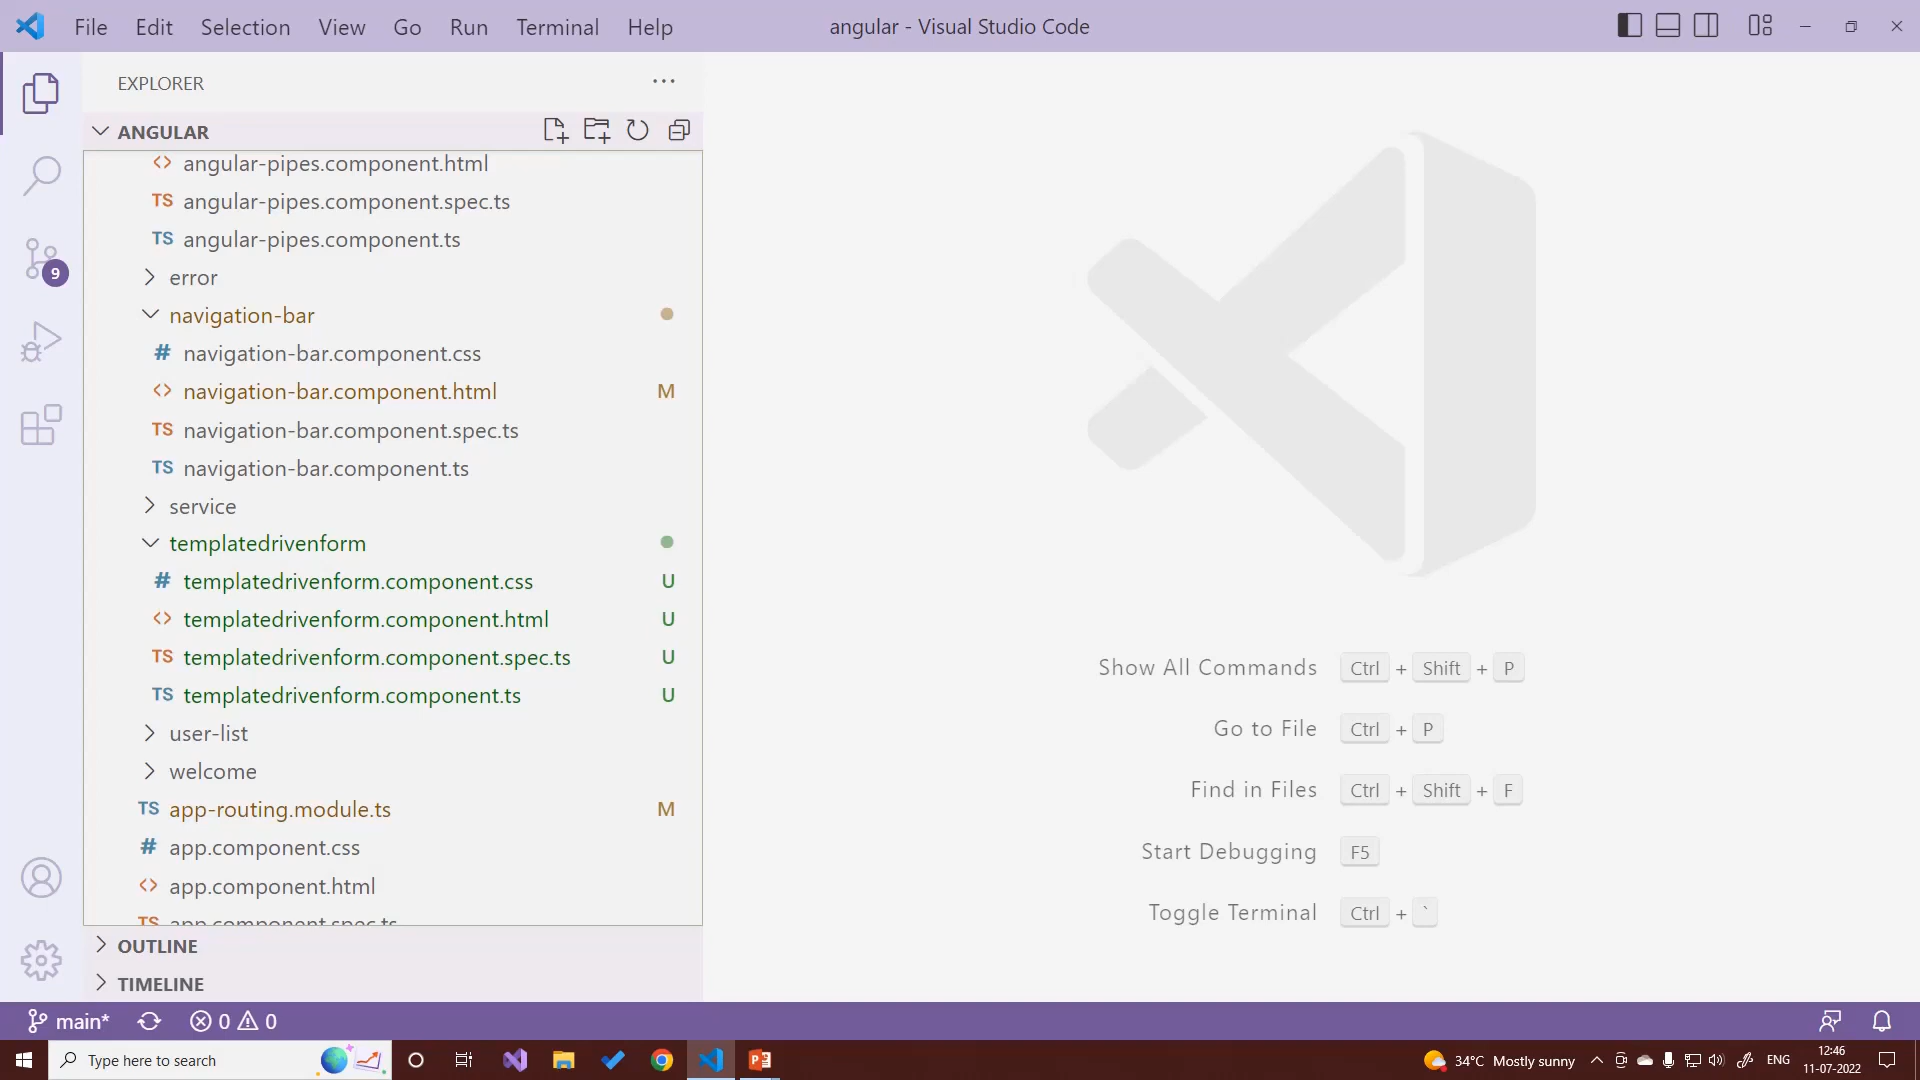 File Edit Selection View Go Run Terminal Help
angular - Visual Studio Code
EXPLORER
ANGULAR
angular-pipes.component.html
TS angular-pipes.component.spec.ts
TS angular-pipes.component.ts
error
navigation-bar
# navigation-bar.component.css
<> navigation-bar.component.html M
TS navigation-bar.component.spec.ts
TS navigation-bar.component.ts
service
templatedrivenform
# templatedrivenform.component.css U
<> templatedrivenform.component.html U
TS templatedrivenform.component.spec.ts U
TS templatedrivenform.component.ts U
user-list
welcome
TS app-routing.module.ts M
# app.component.css
<> app.component.html
TS app.component.spec.ts
OUTLINE
TIMELINE
9
Show All Commands Ctrl + Shift + P
Go to File Ctrl + P
Find in Files Ctrl + Shift + F
Start Debugging F5
Toggle Terminal Ctrl + `
main* 0 0
Type here to search
34°C Mostly sunny
ENG
12:46
11-07-2022